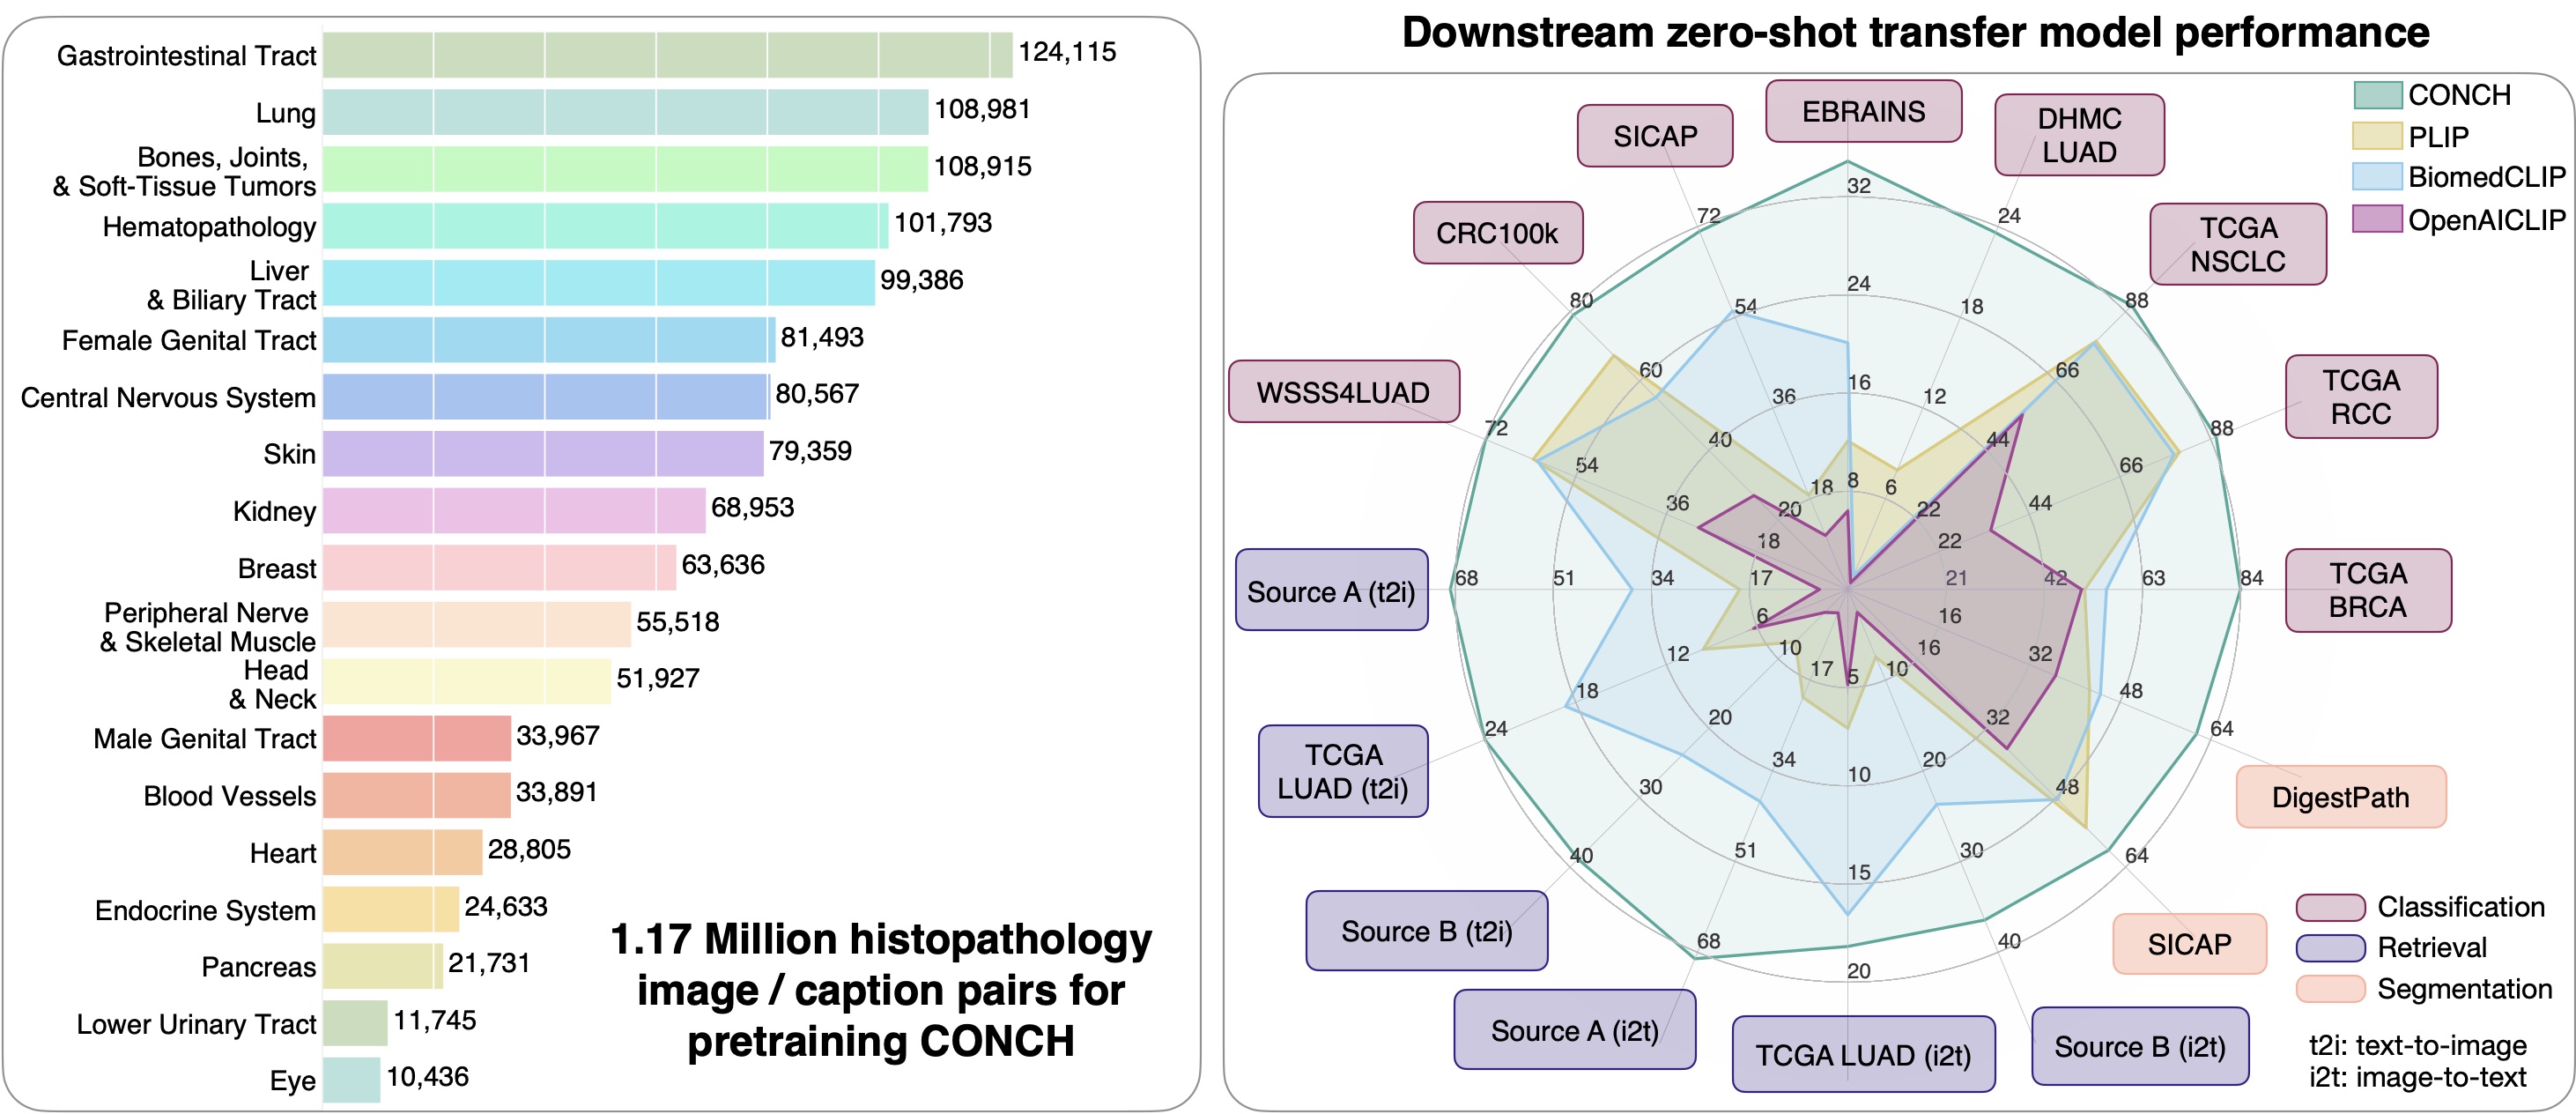 Gastrointestinal Tract 124,115
Lung 108,981
Bones, Joints,
& Soft-Tissue Tumors 108,915
Hematopathology 101,793
Liver
& Biliary Tract 99,386
Female Genital Tract 81,493
Central Nervous System 80,567
Skin 79,359
Kidney 68,953
Breast 63,636
Peripheral Nerve
& Skeletal Muscle 55,518
Head
& Neck 51,927
Male Genital Tract 33,967
Blood Vessels 33,891
Heart 28,805
Endocrine System 24,633
Pancreas 21,731
Lower Urinary Tract 11,745
Eye 10,436
1.17 Million histopathology
image / caption pairs for
pretraining CONCH
Downstream zero-shot transfer model performance
CONCH
PLIP
BiomedCLIP
OpenAICLIP
EBRAINS
8 16 24 32
DHMC
LUAD
6 12 18 24
TCGA
NSCLC
22 44 66 88
TCGA
RCC
22 44 66 88
TCGA
BRCA
21 42 63 84
DigestPath
16 32 48 64
SICAP
16 32 48 64
Source B (i2t)
10 20 30 40
TCGA LUAD (i2t)
5 10 15 20
Source A (i2t)
17 34 51 68
Source B (t2i)
10 20 30 40
TCGA
LUAD (t2i)
6 12 18 24
Source A (t2i)
17 34 51 68
WSSS4LUAD
18 36 54 72
CRC100k
20 40 60 80
SICAP
18 36 54 72
Classification
Retrieval
Segmentation
t2i: text-to-image
i2t: image-to-text